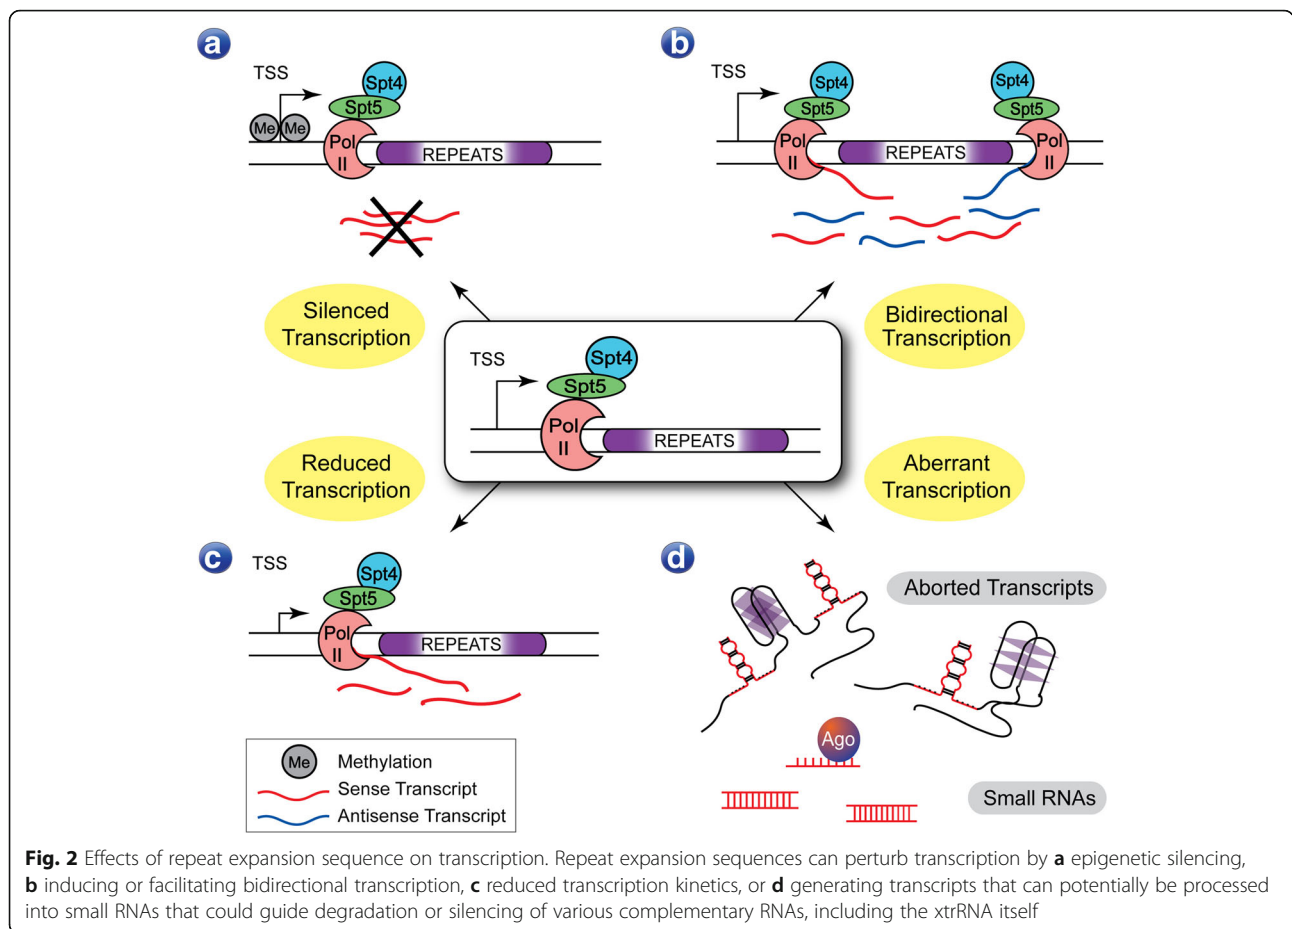 a
TSS
Spt4
Spt5
Me Me
Pol
II
REPEATS
b
TSS
Spt4
Spt5
Pol
II
REPEATS
Spt4
Spt5
Pol
II
Silenced
Transcription
Bidirectional
Transcription
TSS
Spt4
Spt5
Pol
II
REPEATS
Reduced
Transcription
Aberrant
Transcription
c
TSS
Spt4
Spt5
Pol
II
REPEATS
Me Methylation
Sense Transcript
Antisense Transcript
d
Aborted Transcripts
Ago
Small RNAs
Fig. 2 Effects of repeat expansion sequence on transcription. Repeat expansion sequences can perturb transcription by a epigenetic silencing,
b inducing or facilitating bidirectional transcription, c reduced transcription kinetics, or d generating transcripts that can potentially be processed
into small RNAs that could guide degradation or silencing of various complementary RNAs, including the xtrRNA itself